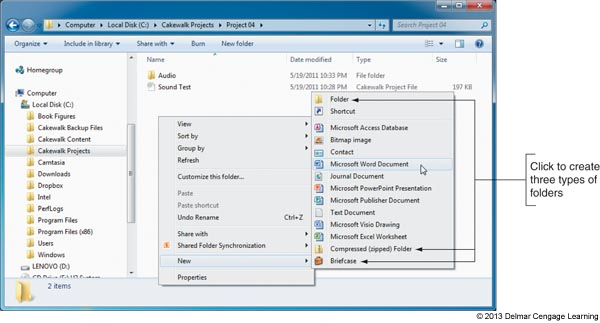 Computer ▸ Local Disk (C:) ▸ Cakewalk Projects ▸ Project 04 ▸
Search Project 04
Organize ▾ Include in library ▾ Share with ▾ Burn New folder
Homegroup
Computer
Local Disk (C:)
Book Figures
Cakewalk Backup Files
Cakewalk Content
Cakewalk Projects
Camtasia
Downloads
Dropbox
Intel
PerfLogs
Program Files
Program Files (x86)
Users
Windows
LENOVO (D:)
Name Date modified Type Size
Audio 5/19/2011 10:33 PM File folder
Sound Test 5/19/2011 10:28 PM Cakewalk Project File 197 KB
View
Sort by
Group by
Refresh
Customize this folder...
Paste
Paste shortcut
Undo Rename Ctrl+Z
Share with
Shared Folder Synchronization
New
Properties
Folder
Shortcut
Microsoft Access Database
Bitmap image
Contact
Microsoft Word Document
Journal Document
Microsoft PowerPoint Presentation
Microsoft Publisher Document
Text Document
Microsoft Visio Drawing
Microsoft Excel Worksheet
Compressed (zipped) Folder
Briefcase
2 items
Click to create
three types of
folders
© 2013 Delmar Cengage Learning